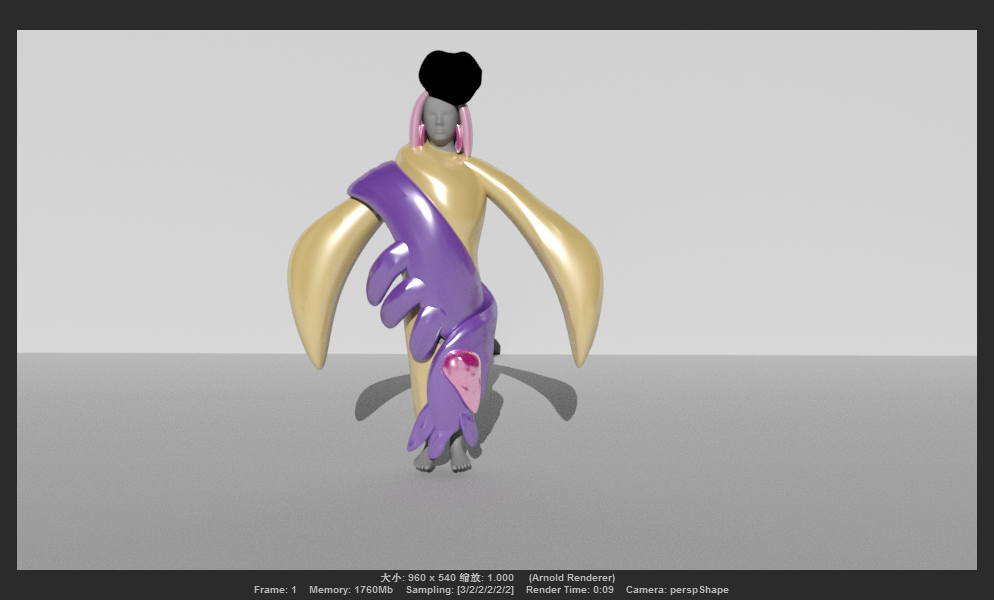 大小: 960 x 540 缩放: 1.000 (Arnold Renderer)
Frame: 1 Memory: 1760Mb Sampling: [3/2/2/2/2/2] Render Time: 0:09 Camera: perspShape